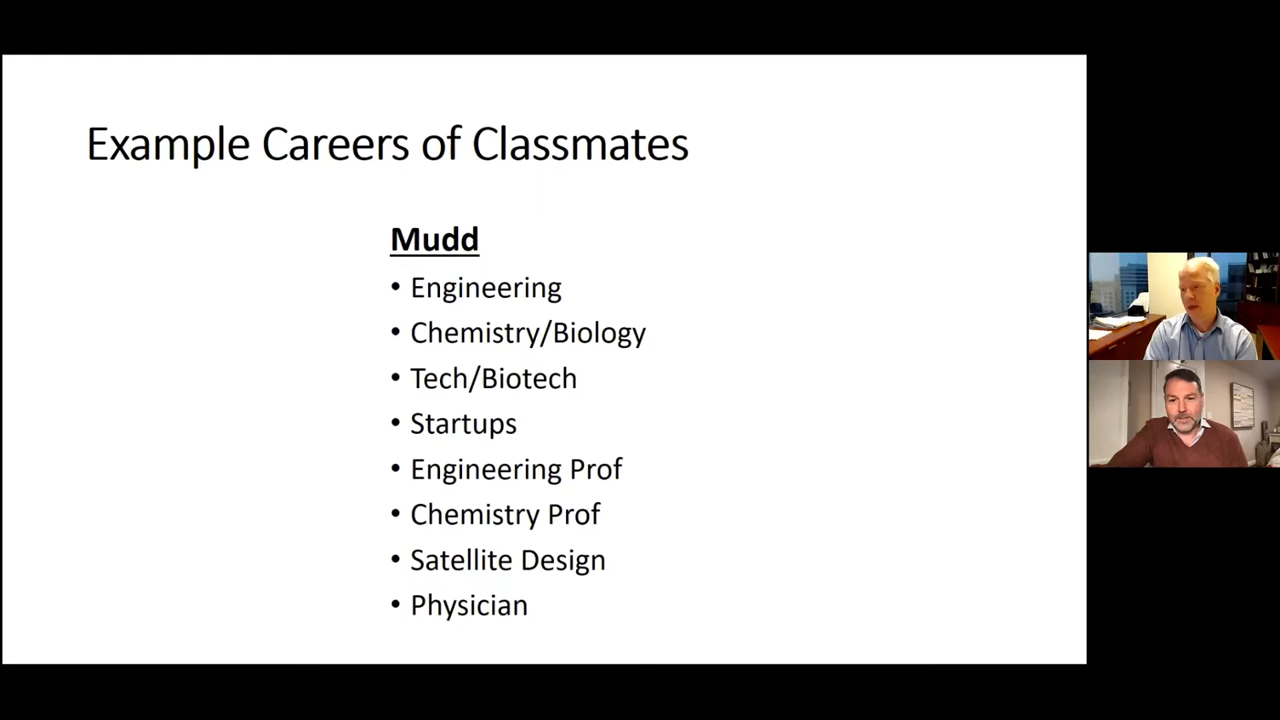 Example Careers of Classmates
Mudd
• Engineering
• Chemistry/Biology
• Tech/Biotech
• Startups
• Engineering Prof
• Chemistry Prof
• Satellite Design
• Physician